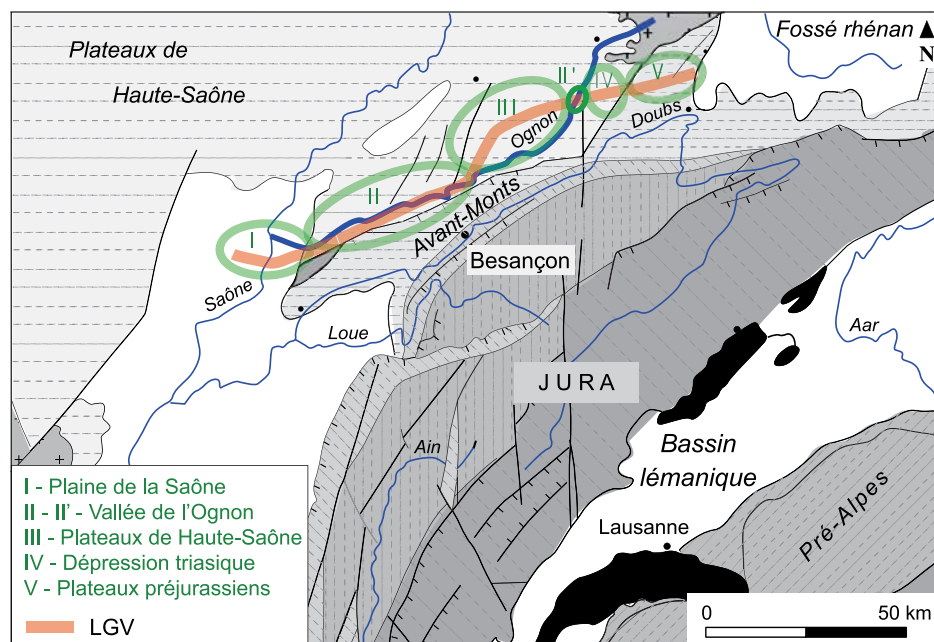 Plateaux de
Haute-Saône
Fossé rhénan
N
II'
IV
V
III
Ognon
Doubs
II
Avant-Monts
I
Besançon
Saône
Loue
Aar
JURA
Ain
Bassin
lémanique
Lausanne
Pré-Alpes
I - Plaine de la Saône
II - II' - Vallée de l'Ognon
III - Plateaux de Haute-Saône
IV - Dépression triasique
V - Plateaux préjurassiens
LGV
0 50 km